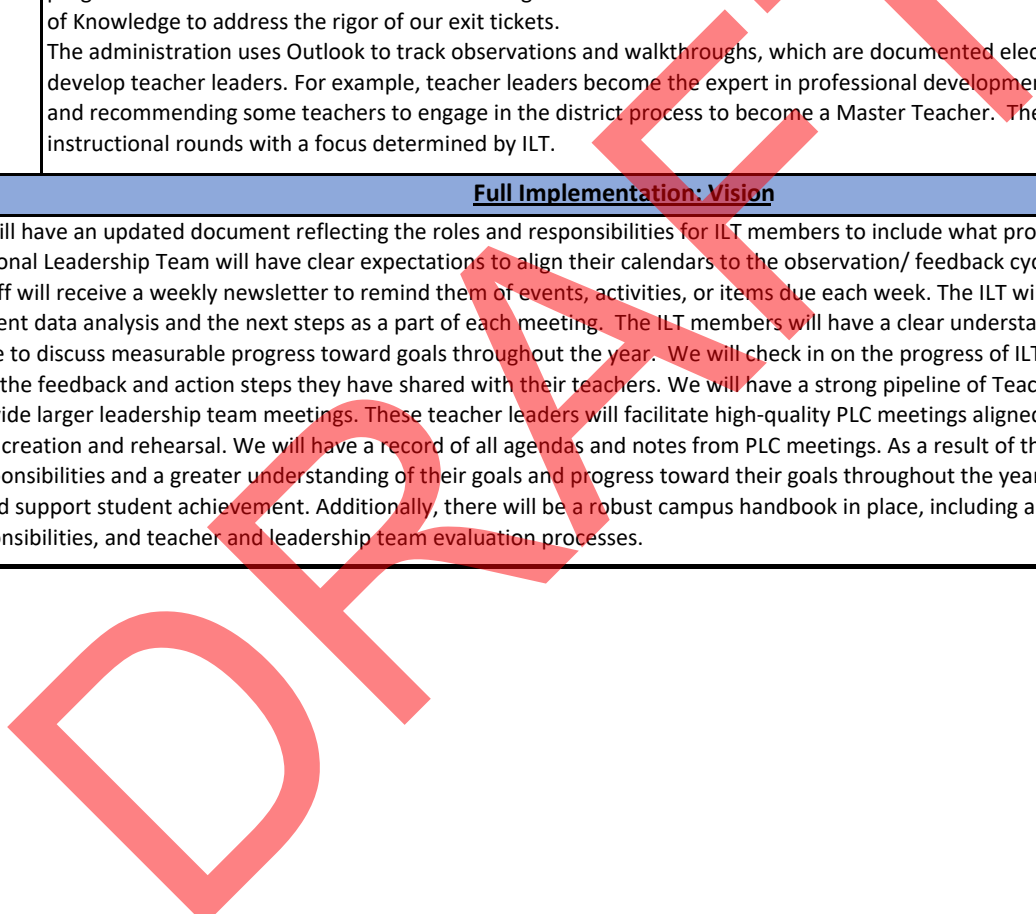 of Knowledge to address the rigor of our exit tickets.
The administration uses Outlook to track observations and walkthroughs, which are documented elec
develop teacher leaders. For example, teacher leaders become the expert in professional developmen
and recommending some teachers to engage in the district process to become a Master Teacher.  The
instructional rounds with a focus determined by ILT.
Full Implementation: Vision
ill have an updated document reflecting the roles and responsibilities for ILT members to include what pro
onal Leadership Team will have clear expectations to align their calendars to the observation/ feedback cyc
ff will receive a weekly newsletter to remind them of events, activities, or items due each week. The ILT wi
ent data analysis and the next steps as a part of each meeting.  The ILT members will have a clear understa
e to discuss measurable progress toward goals throughout the year.  We will check in on the progress of ILT
the feedback and action steps they have shared with their teachers. We will have a strong pipeline of Teac
vide larger leadership team meetings. These teacher leaders will facilitate high-quality PLC meetings aligned
creation and rehearsal. We will have a record of all agendas and notes from PLC meetings. As a result of th
ponsibilities and a greater understanding of their goals and progress toward their goals throughout the year
d support student achievement. Additionally, there will be a robust campus handbook in place, including a
nsibilities, and teacher and leadership team evaluation processes.
DRAFT